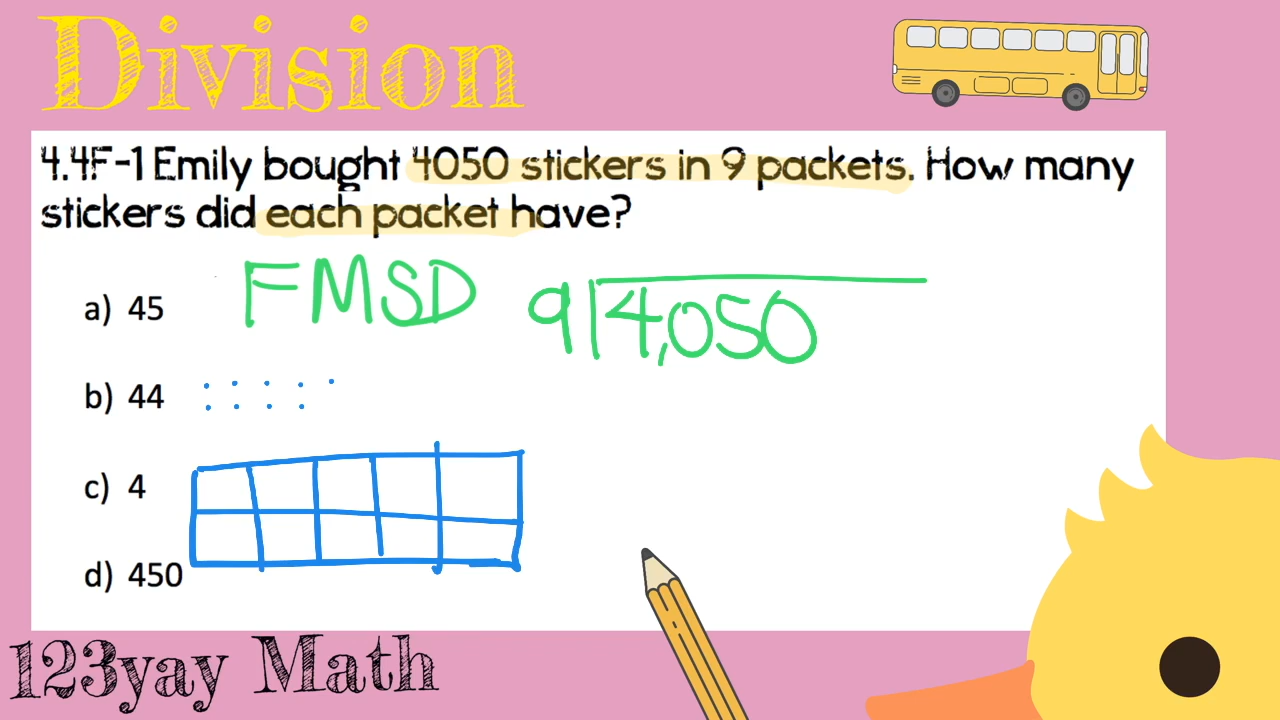 Division
4.4F-1 Emily bought 4050 stickers in 9 packets. How many
stickers did each packet have?
FMSD
9 4,050
a) 45
b) 44
c) 4
d) 450
123yay Math